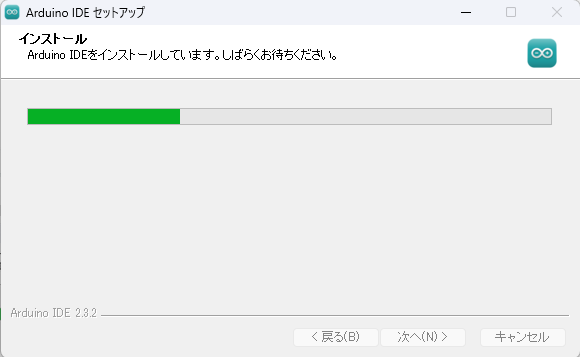 Arduino IDE セットアップ
インストール
Arduino IDEをインストールしています。しばらくお待ちください。
Arduino IDE 2.3.2
< 戻る(B)
次へ(N) >
キャンセル